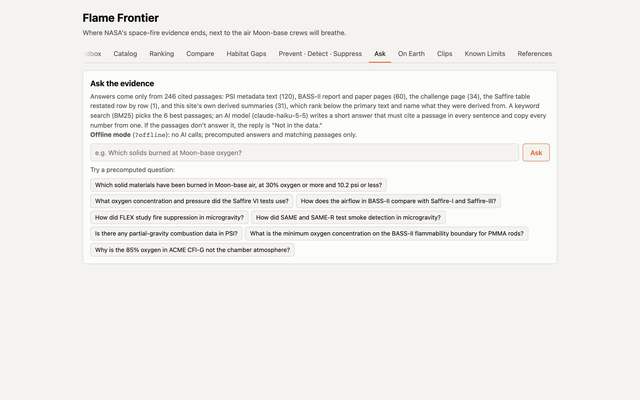 Flame Frontier
Where NASA's space-fire evidence ends, next to the air Moon-base crews will breathe.
Catalog Ranking Compare Habitat Gaps Prevent · Detect · Suppress Ask On Earth Clips Known Limits References
Ask the evidence
Answers come only from 246 cited passages: PSI metadata text (120), BASS-II report and paper pages (60), the challenge page (34), the Saffire table
restated row by row (1), and this site's own derived summaries (31), which rank below the primary text and name what they were derived from. A keyword
search (BM25) picks the 6 best passages; an AI model (claude-haiku-5-5) writes a short answer that must cite a passage in every sentence and copy every
number from one. If the passages don't answer it, the reply is "Not in the data."
Offline mode (?offline): no AI calls; precomputed answers and matching passages only.
e.g. Which solids burned at Moon-base oxygen?
Ask
Try a precomputed question:
Which solid materials have been burned in Moon-base air, at 30% oxygen or more and 10.2 psi or less?
What oxygen concentration and pressure did the Saffire VI tests use? How does the airflow in BASS-II compare with Saffire-I and Saffire-III?
How did FLEX study fire suppression in microgravity? How did SAME and SAME-R test smoke detection in microgravity?
Is there any partial-gravity combustion data in PSI? What is the minimum oxygen concentration on the BASS-II flammability boundary for PMMA rods?
Why is the 85% oxygen in ACME CFI-G not the chamber atmosphere?